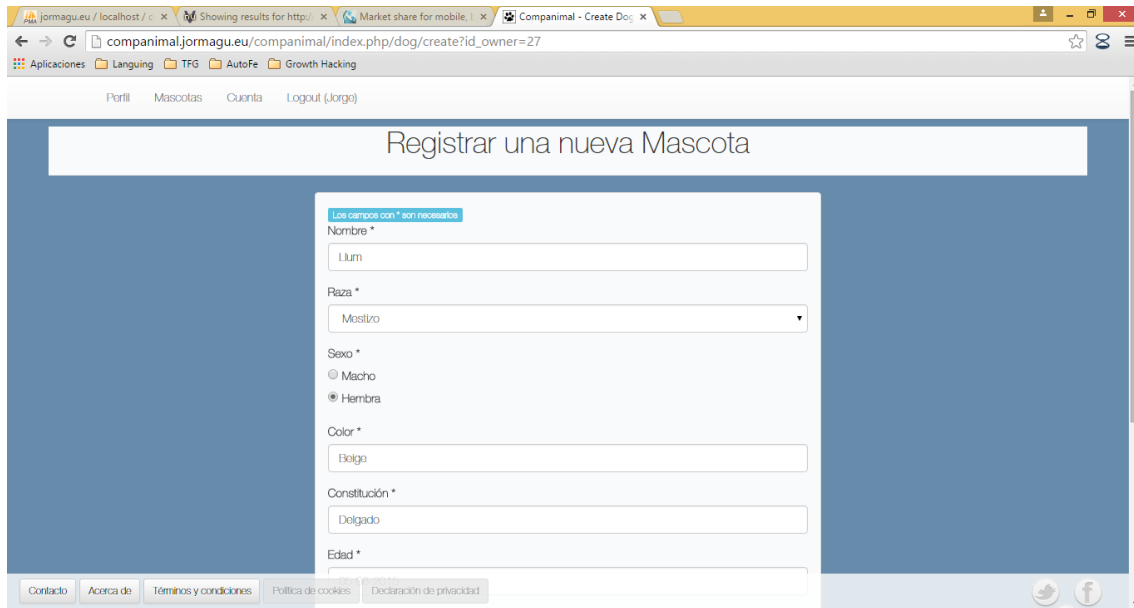 jormagu.eu / localhost / c
Showing results for http:/
Market share for mobile, l
Companimal - Create Dog
companimal.jormagu.eu/companimal/index.php/dog/create?id_owner=27
Aplicaciones Languing TFG AutoFe Growth Hacking
Perfil Mascotas Cuenta Logout (Jorge)
Registrar una nueva Mascota
Los campos con * son necesarios
Nombre *
Llum
Raza *
Mestizo
Sexo *
Macho
Hembra
Color *
Beige
Constitución *
Delgado
Edad *
Contacto Acerca de Términos y condiciones Política de cookies Declaración de privacidad